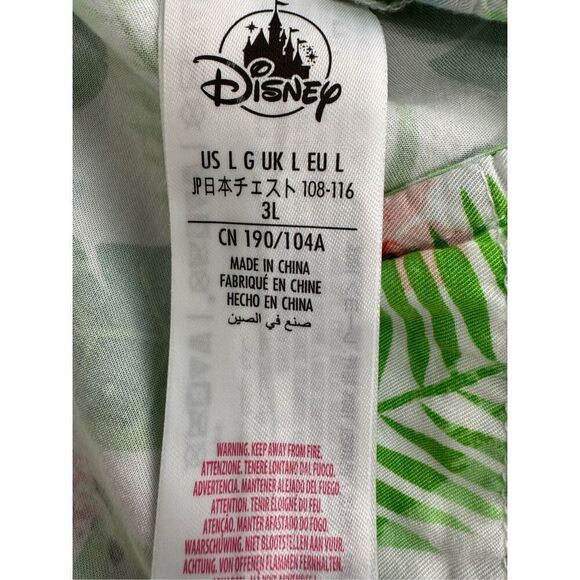 Disney
US L G UK L EU L
JP日本チェスト 108-116
3L
CN 190/104A
MADE IN CHINA
FABRIQUÉ EN CHINE
HECHO EN CHINA
صنع في الصين
WARNING. KEEP AWAY FROM FIRE.
ATTENZIONE. TENERE LONTANO DAL FUOCO.
ADVERTENCIA. MANTENER ALEJADO DEL FUEGO.
ATTENTION. TENIR ÉLOIGNÉ DU FEU.
ATENÇÃO. MANTER AFASTADO DO FOGO.
WAARSCHUWING. NIET BLOOTSTELLEN AAN VUUR.
ACHTUNG. VON OFFENEN FLAMMEN FERNHALTEN.